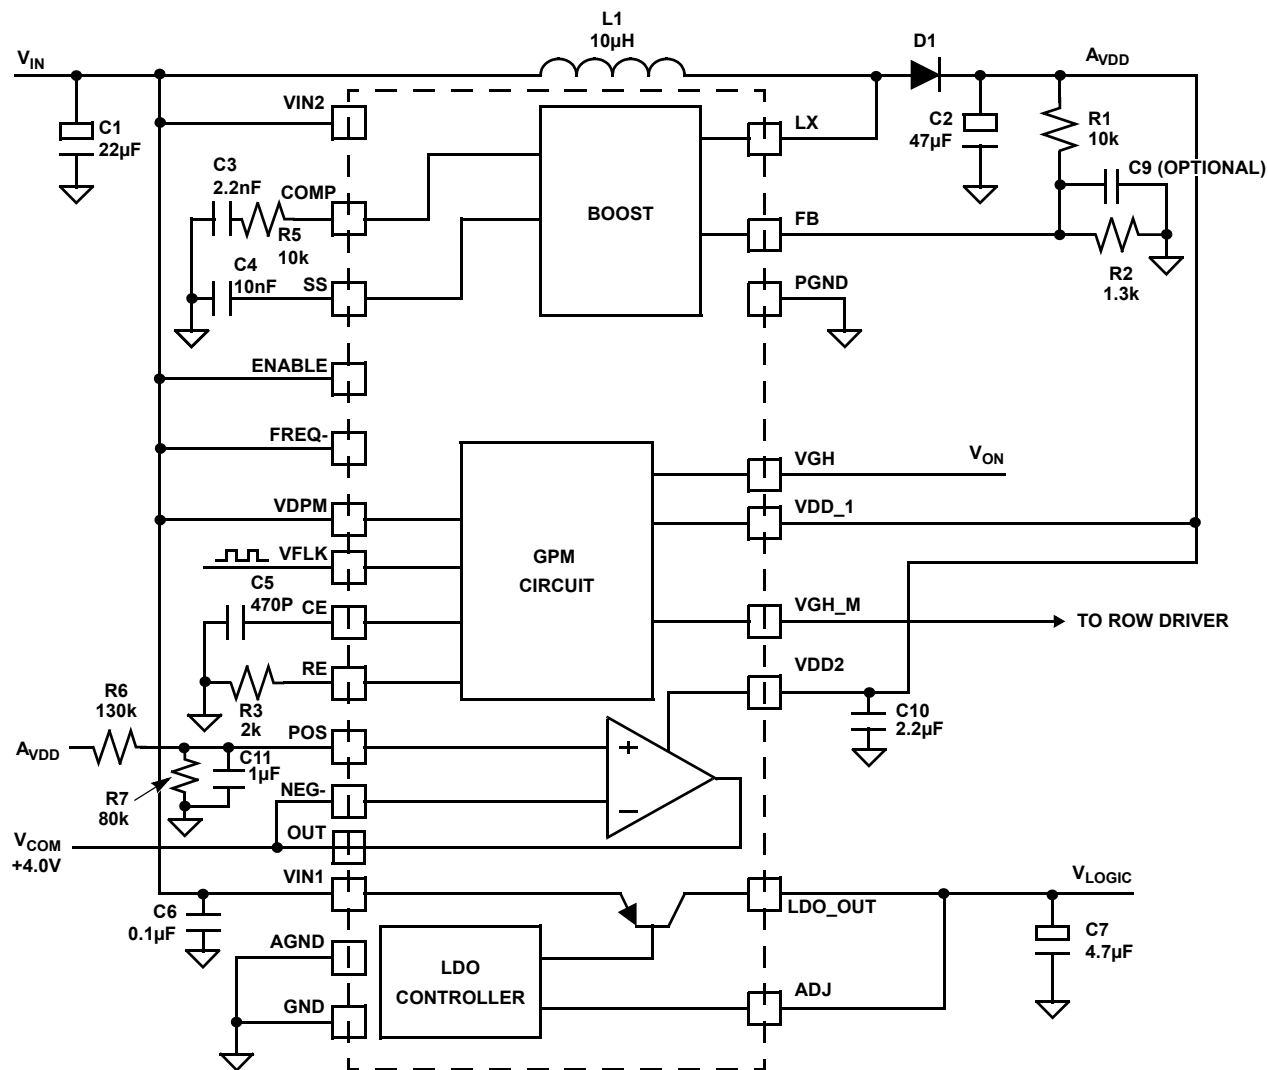 L1
10µH
D1
VIN
AVDD
VIN2
C1
22µF
LX
C2
47µF
R1
10k
C9 (OPTIONAL)
C3
2.2nF
COMP
R5
10k
BOOST
FB
C4
10nF
SS
PGND
R2
1.3k
ENABLE
FREQ-
VGH
VON
VDPM
VDD_1
VFLK
GPM
CIRCUIT
C5
470P
CE
VGH_M
TO ROW DRIVER
RE
VDD2
R3
2k
C10
2.2µF
R6
130k
AVDD
POS
+
C11
1µF
R7
80k
NEG-
–
OUT
VCOM
+4.0V
VIN1
LDO_OUT
VLOGIC
C6
0.1µF
AGND
LDO
CONTROLLER
C7
4.7µF
GND
ADJ